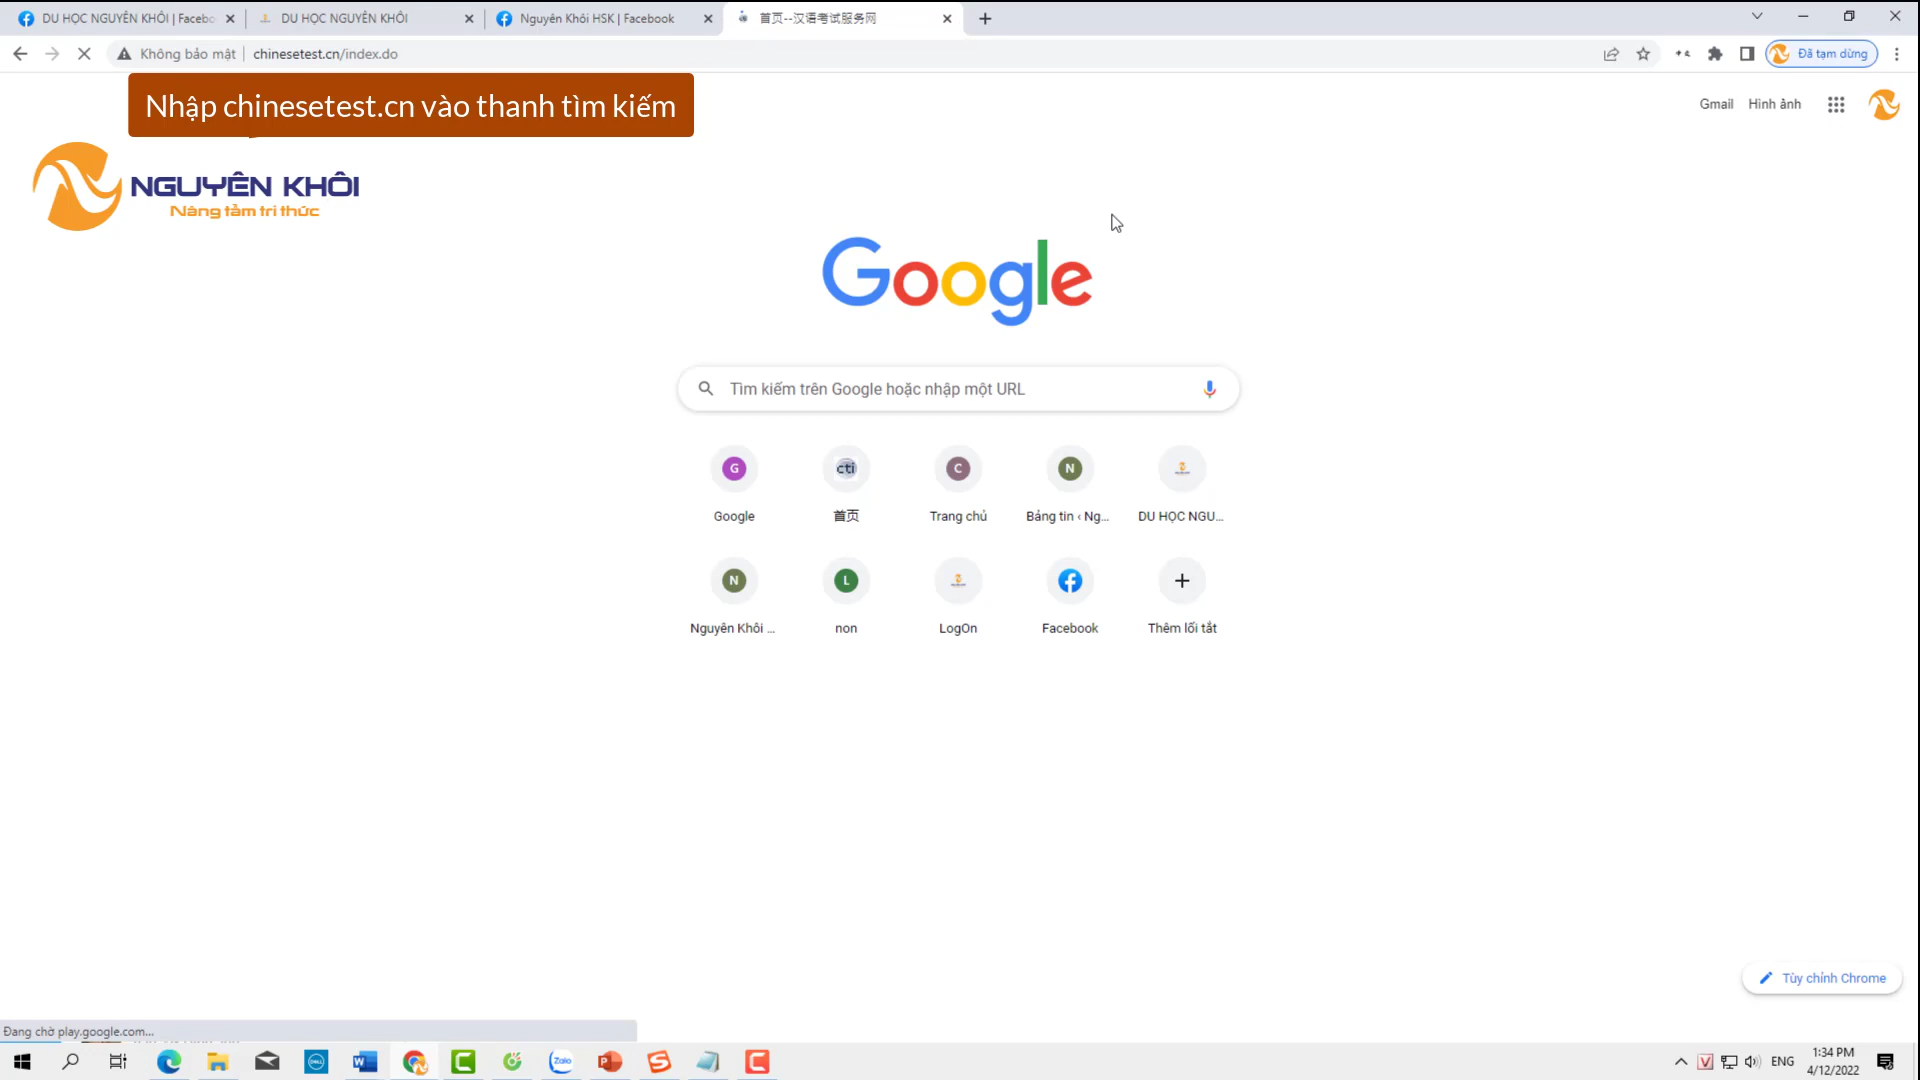 DU HỌC NGUYÊN KHÔI | Facebo
DU HỌC NGUYÊN KHÔI
Nguyên Khôi HSK | Facebook
首页--汉语考试服务网
Không bảo mật
chinesetest.cn/index.do
Đã tạm dừng
Nhập chinesetest.cn vào thanh tìm kiếm
Gmail
Hình ảnh
NGUYÊN KHÔI
Nâng tầm tri thức
Google
Tìm kiếm trên Google hoặc nhập một URL
G
cti
C
N
Google
首页
Trang chủ
Bảng tin ‹ Ng...
DU HỌC NGU...
N
L
Nguyên Khôi ...
non
LogOn
Facebook
Thêm lối tắt
Tùy chỉnh Chrome
Đang chờ play.google.com...
DELL
Zalo
ENG
1:34 PM
4/12/2022